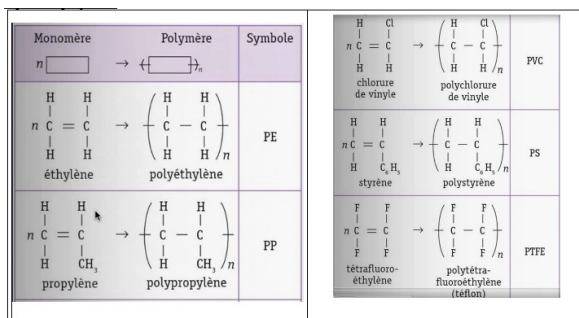 Monomère Polymère Symbole
n → ( )n
H H H H
n C = C → ( C — C )n PE
H H H H
éthylène polyéthylène
H H H H
n C = C → ( C — C )n PP
H CH₃ H CH₃
propylène polypropylène
H Cl H Cl
n C = C → ( C — C )n PVC
H H H H
chlorure polychlorure
de vinyle de vinyle
H H H H
n C = C → ( C — C )n PS
H C₆H₅ H C₆H₅
styrène polystyrène
F F F F
n C = C → ( C — C )n PTFE
F F F F
tétrafluoro- polytétra-
éthylène fluoroéthylène
(téflon)